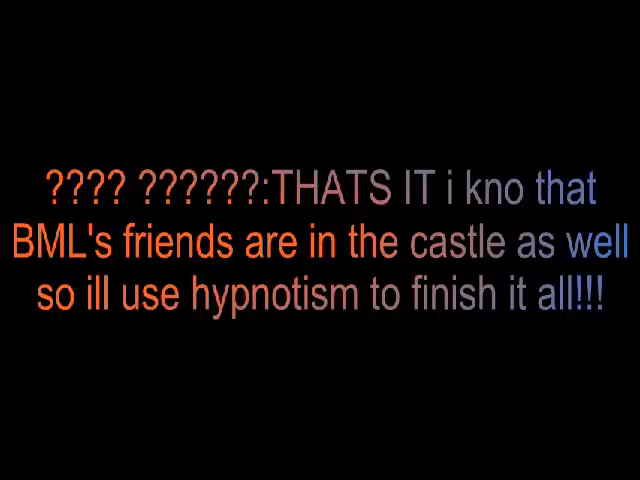 ???? ??????:THATS IT i kno that
BML's friends are in the castle as well
so ill use hypnotism to finish it all!!!